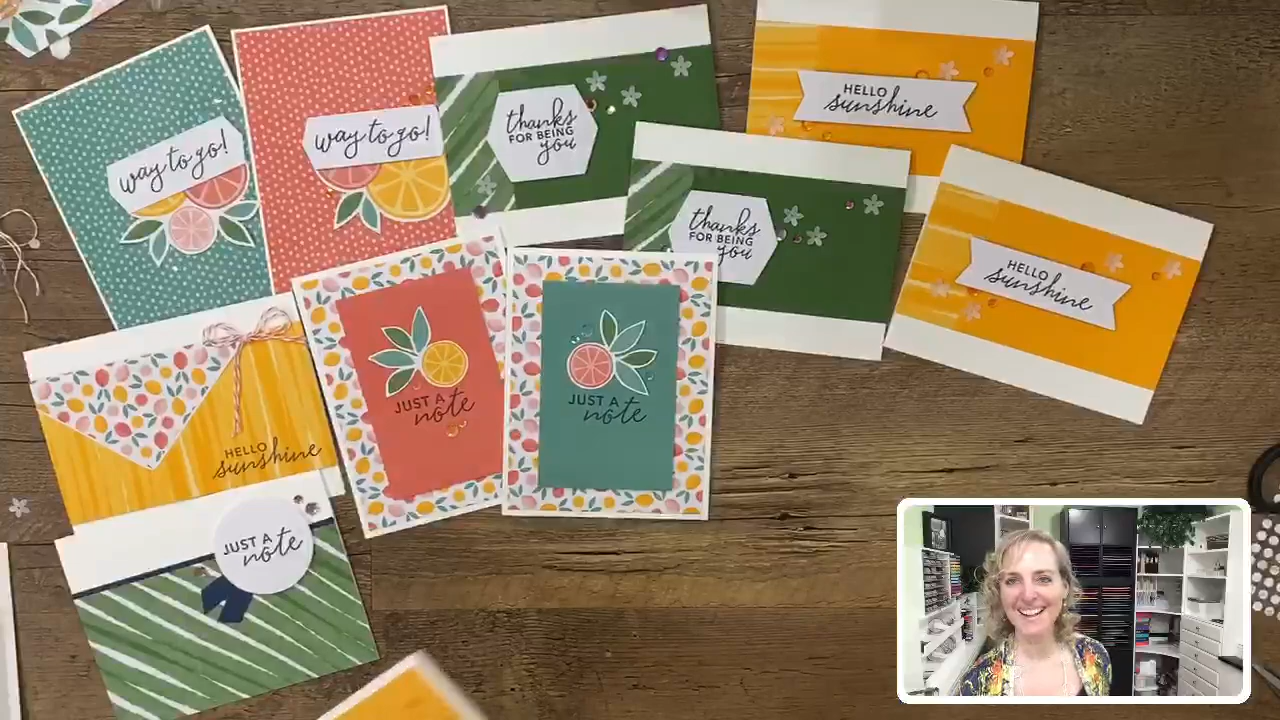 way to go!
way to go!
thanks
FOR BEING
you
HELLO
sunshine
thanks
FOR BEING
you
HELLO
sunshine
JUST A
note
JUST A
note
HELLO
sunshine
JUST A
note